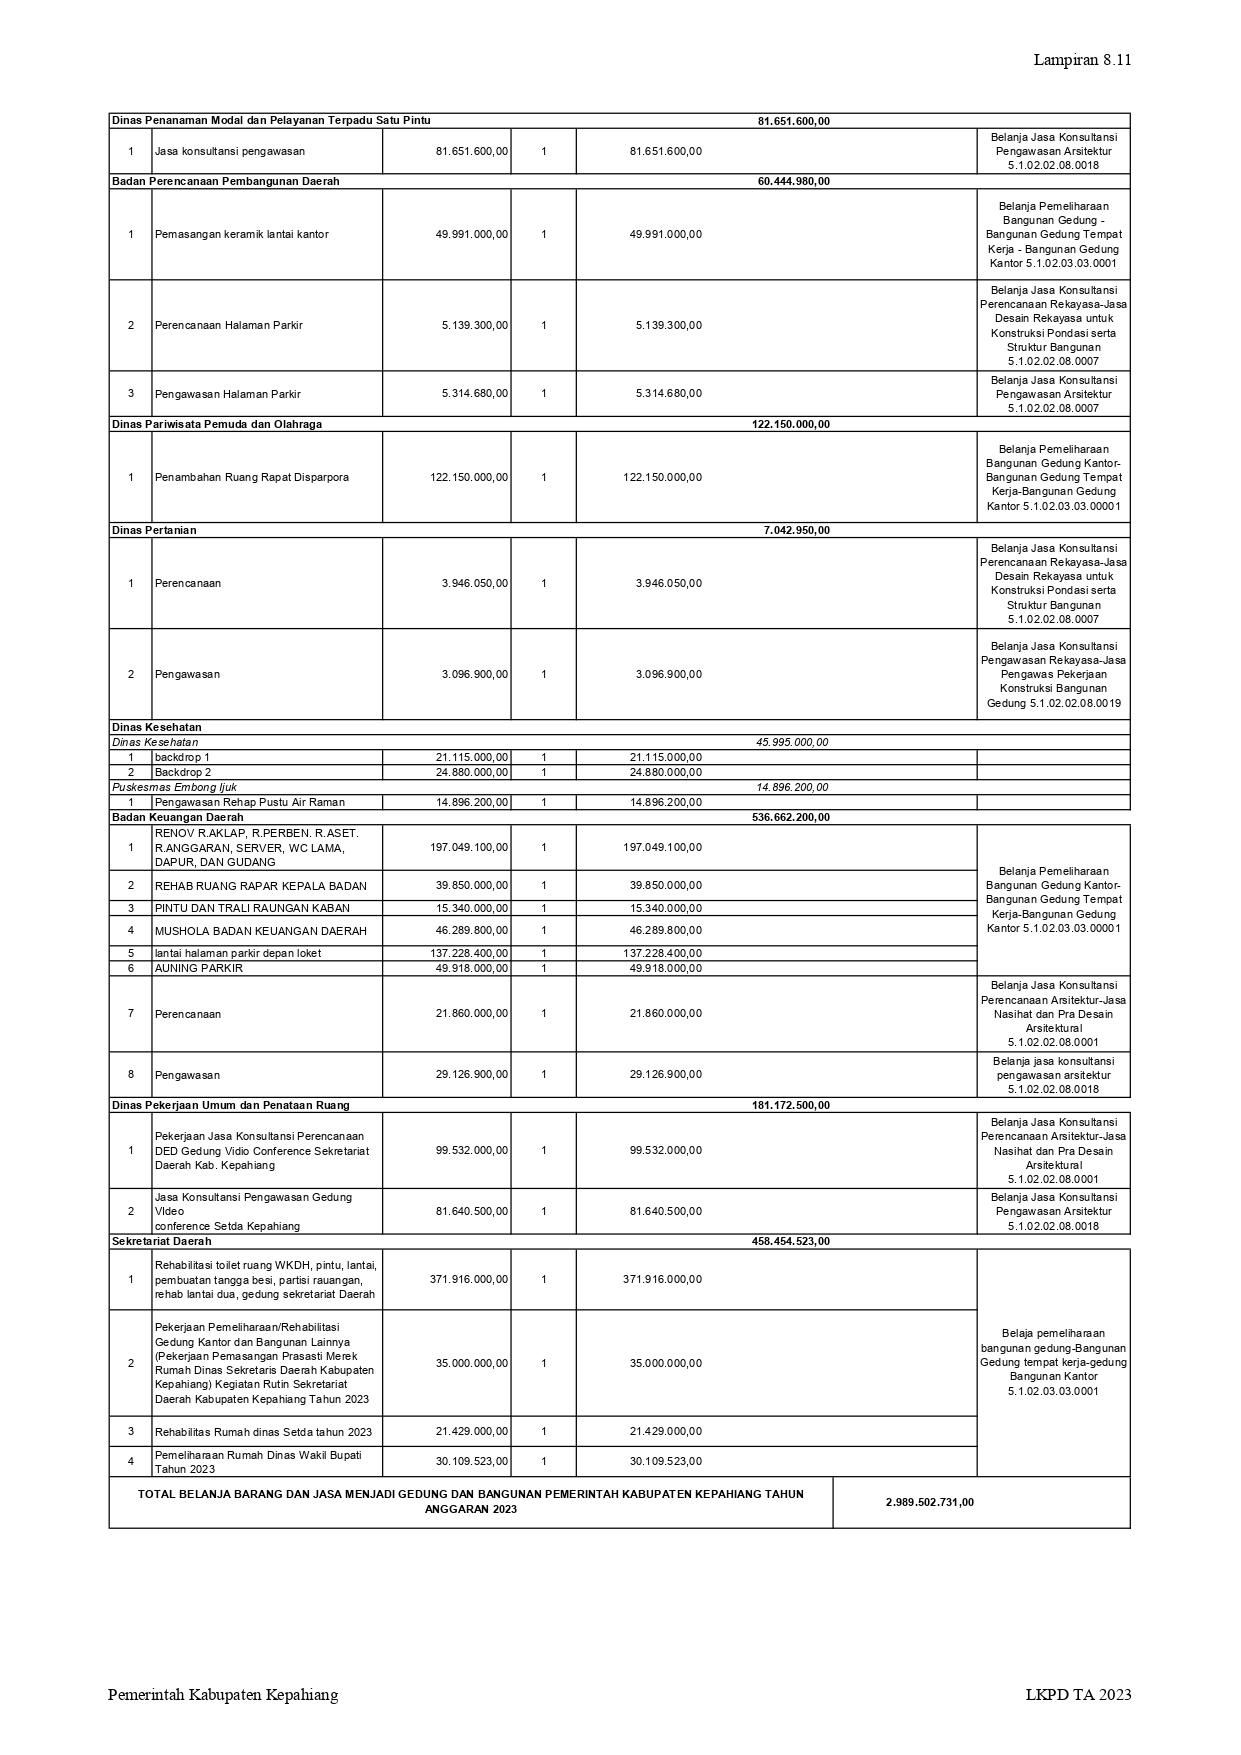 Lampiran 8.11
Dinas Penanaman Modal dan Pelayanan Terpadu Satu Pintu 81.651.600,00
1 Jasa konsultansi pengawasan 81.651.600,00 1 81.651.600,00 Belanja Jasa Konsultansi
Pengawasan Arsitektur
5.1.02.02.08.0018
Badan Perencanaan Pembangunan Daerah 60.444.980,00
1 Pemasangan keramik lantai kantor 49.991.000,00 1 49.991.000,00 Belanja Pemeliharaan
Bangunan Gedung -
Bangunan Gedung Tempat
Kerja - Bangunan Gedung
Kantor 5.1.02.03.03.0001
2 Perencanaan Halaman Parkir 5.139.300,00 1 5.139.300,00 Belanja Jasa Konsultansi
Perencanaan Rekayasa-Jasa
Desain Rekayasa untuk
Konstruksi Pondasi serta
Struktur Bangunan
5.1.02.02.08.0007
3 Pengawasan Halaman Parkir 5.314.680,00 1 5.314.680,00 Belanja Jasa Konsultansi
Pengawasan Arsitektur
5.1.02.02.08.0007
Dinas Pariwisata Pemuda dan Olahraga 122.150.000,00
1 Penambahan Ruang Rapat Disparpora 122.150.000,00 1 122.150.000,00 Belanja Pemeliharaan
Bangunan Gedung Kantor-
Bangunan Gedung Tempat
Kerja-Bangunan Gedung
Kantor 5.1.02.03.03.00001
Dinas Pertanian 7.042.950,00
1 Perencanaan 3.946.050,00 1 3.946.050,00 Belanja Jasa Konsultansi
Perencanaan Rekayasa-Jasa
Desain Rekayasa untuk
Konstruksi Pondasi serta
Struktur Bangunan
5.1.02.02.08.0007
2 Pengawasan 3.096.900,00 1 3.096.900,00 Belanja Jasa Konsultansi
Pengawasan Rekayasa-Jasa
Pengawas Pekerjaan
Konstruksi Bangunan
Gedung 5.1.02.02.08.0019
Dinas Kesehatan
Dinas Kesehatan 45.995.000,00
1 backdrop 1 21.115.000,00 1 21.115.000,00
2 Backdrop 2 24.880.000,00 1 24.880.000,00
Puskesmas Embong Ijuk 14.896.200,00
1 Pengawasan Rehap Pustu Air Raman 14.896.200,00 1 14.896.200,00
Badan Keuangan Daerah 536.662.200,00
1 RENOV R.AKLAP, R.PERBEN. R.ASET.
R.ANGGARAN, SERVER, WC LAMA,
DAPUR, DAN GUDANG 197.049.100,00 1 197.049.100,00
2 REHAB RUANG RAPAR KEPALA BADAN 39.850.000,00 1 39.850.000,00
3 PINTU DAN TRALI RAUNGAN KABAN 15.340.000,00 1 15.340.000,00
4 MUSHOLA BADAN KEUANGAN DAERAH 46.289.800,00 1 46.289.800,00
5 lantai halaman parkir depan loket 137.228.400,00 1 137.228.400,00
6 AUNING PARKIR 49.918.000,00 1 49.918.000,00
Belanja Pemeliharaan
Bangunan Gedung Kantor-
Bangunan Gedung Tempat
Kerja-Bangunan Gedung
Kantor 5.1.02.03.03.00001
7 Perencanaan 21.860.000,00 1 21.860.000,00 Belanja Jasa Konsultansi
Perencanaan Arsitektur-Jasa
Nasihat dan Pra Desain
Arsitektural
5.1.02.02.08.0001
8 Pengawasan 29.126.900,00 1 29.126.900,00 Belanja jasa konsultansi
pengawasan arsitektur
5.1.02.02.08.0018
Dinas Pekerjaan Umum dan Penataan Ruang 181.172.500,00
1 Pekerjaan Jasa Konsultansi Perencanaan
DED Gedung Vidio Conference Sekretariat
Daerah Kab. Kepahiang 99.532.000,00 1 99.532.000,00 Belanja Jasa Konsultansi
Perencanaan Arsitektur-Jasa
Nasihat dan Pra Desain
Arsitektural
5.1.02.02.08.0001
2 Jasa Konsultansi Pengawasan Gedung
VIdeo
conference Setda Kepahiang 81.640.500,00 1 81.640.500,00 Belanja Jasa Konsultansi
Pengawasan Arsitektur
5.1.02.02.08.0018
Sekretariat Daerah 458.454.523,00
1 Rehabilitasi toilet ruang WKDH, pintu, lantai,
pembuatan tangga besi, partisi rauangan,
rehab lantai dua, gedung sekretariat Daerah 371.916.000,00 1 371.916.000,00
2 Pekerjaan Pemeliharaan/Rehabilitasi
Gedung Kantor dan Bangunan Lainnya
(Pekerjaan Pemasangan Prasasti Merek
Rumah Dinas Sekretaris Daerah Kabupaten
Kepahiang) Kegiatan Rutin Sekretariat
Daerah Kabupaten Kepahiang Tahun 2023 35.000.000,00 1 35.000.000,00
3 Rehabilitas Rumah dinas Setda tahun 2023 21.429.000,00 1 21.429.000,00
4 Pemeliharaan Rumah Dinas Wakil Bupati
Tahun 2023 30.109.523,00 1 30.109.523,00
Belaja pemeliharaan
bangunan gedung-Bangunan
Gedung tempat kerja-gedung
Bangunan Kantor
5.1.02.03.03.0001
TOTAL BELANJA BARANG DAN JASA MENJADI GEDUNG DAN BANGUNAN PEMERINTAH KABUPATEN KEPAHIANG TAHUN
ANGGARAN 2023 2.989.502.731,00
Pemerintah Kabupaten Kepahiang LKPD TA 2023